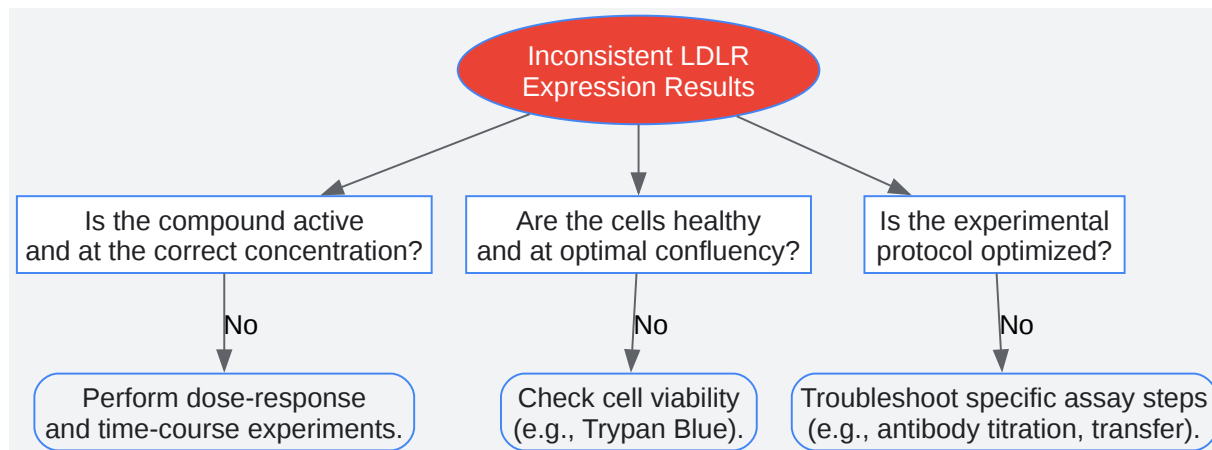 Inconsistent LDLR
Expression Results
Is the compound active
and at the correct concentration?
Are the cells healthy
and at optimal confluency?
Is the experimental
protocol optimized?
No
No
No
Perform dose-response
and time-course experiments.
Check cell viability
(e.g., Trypan Blue).
Troubleshoot specific assay steps
(e.g., antibody titration, transfer).